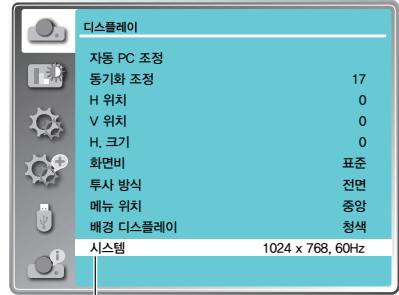 디스플레이
자동 PC 조정
동기화 조정 17
H 위치 0
V 위치 0
H. 크기 0
화면비 표준
투사 방식 전면
메뉴 위치 중앙
배경 디스플레이 청색
시스템 1024 x 768, 60Hz